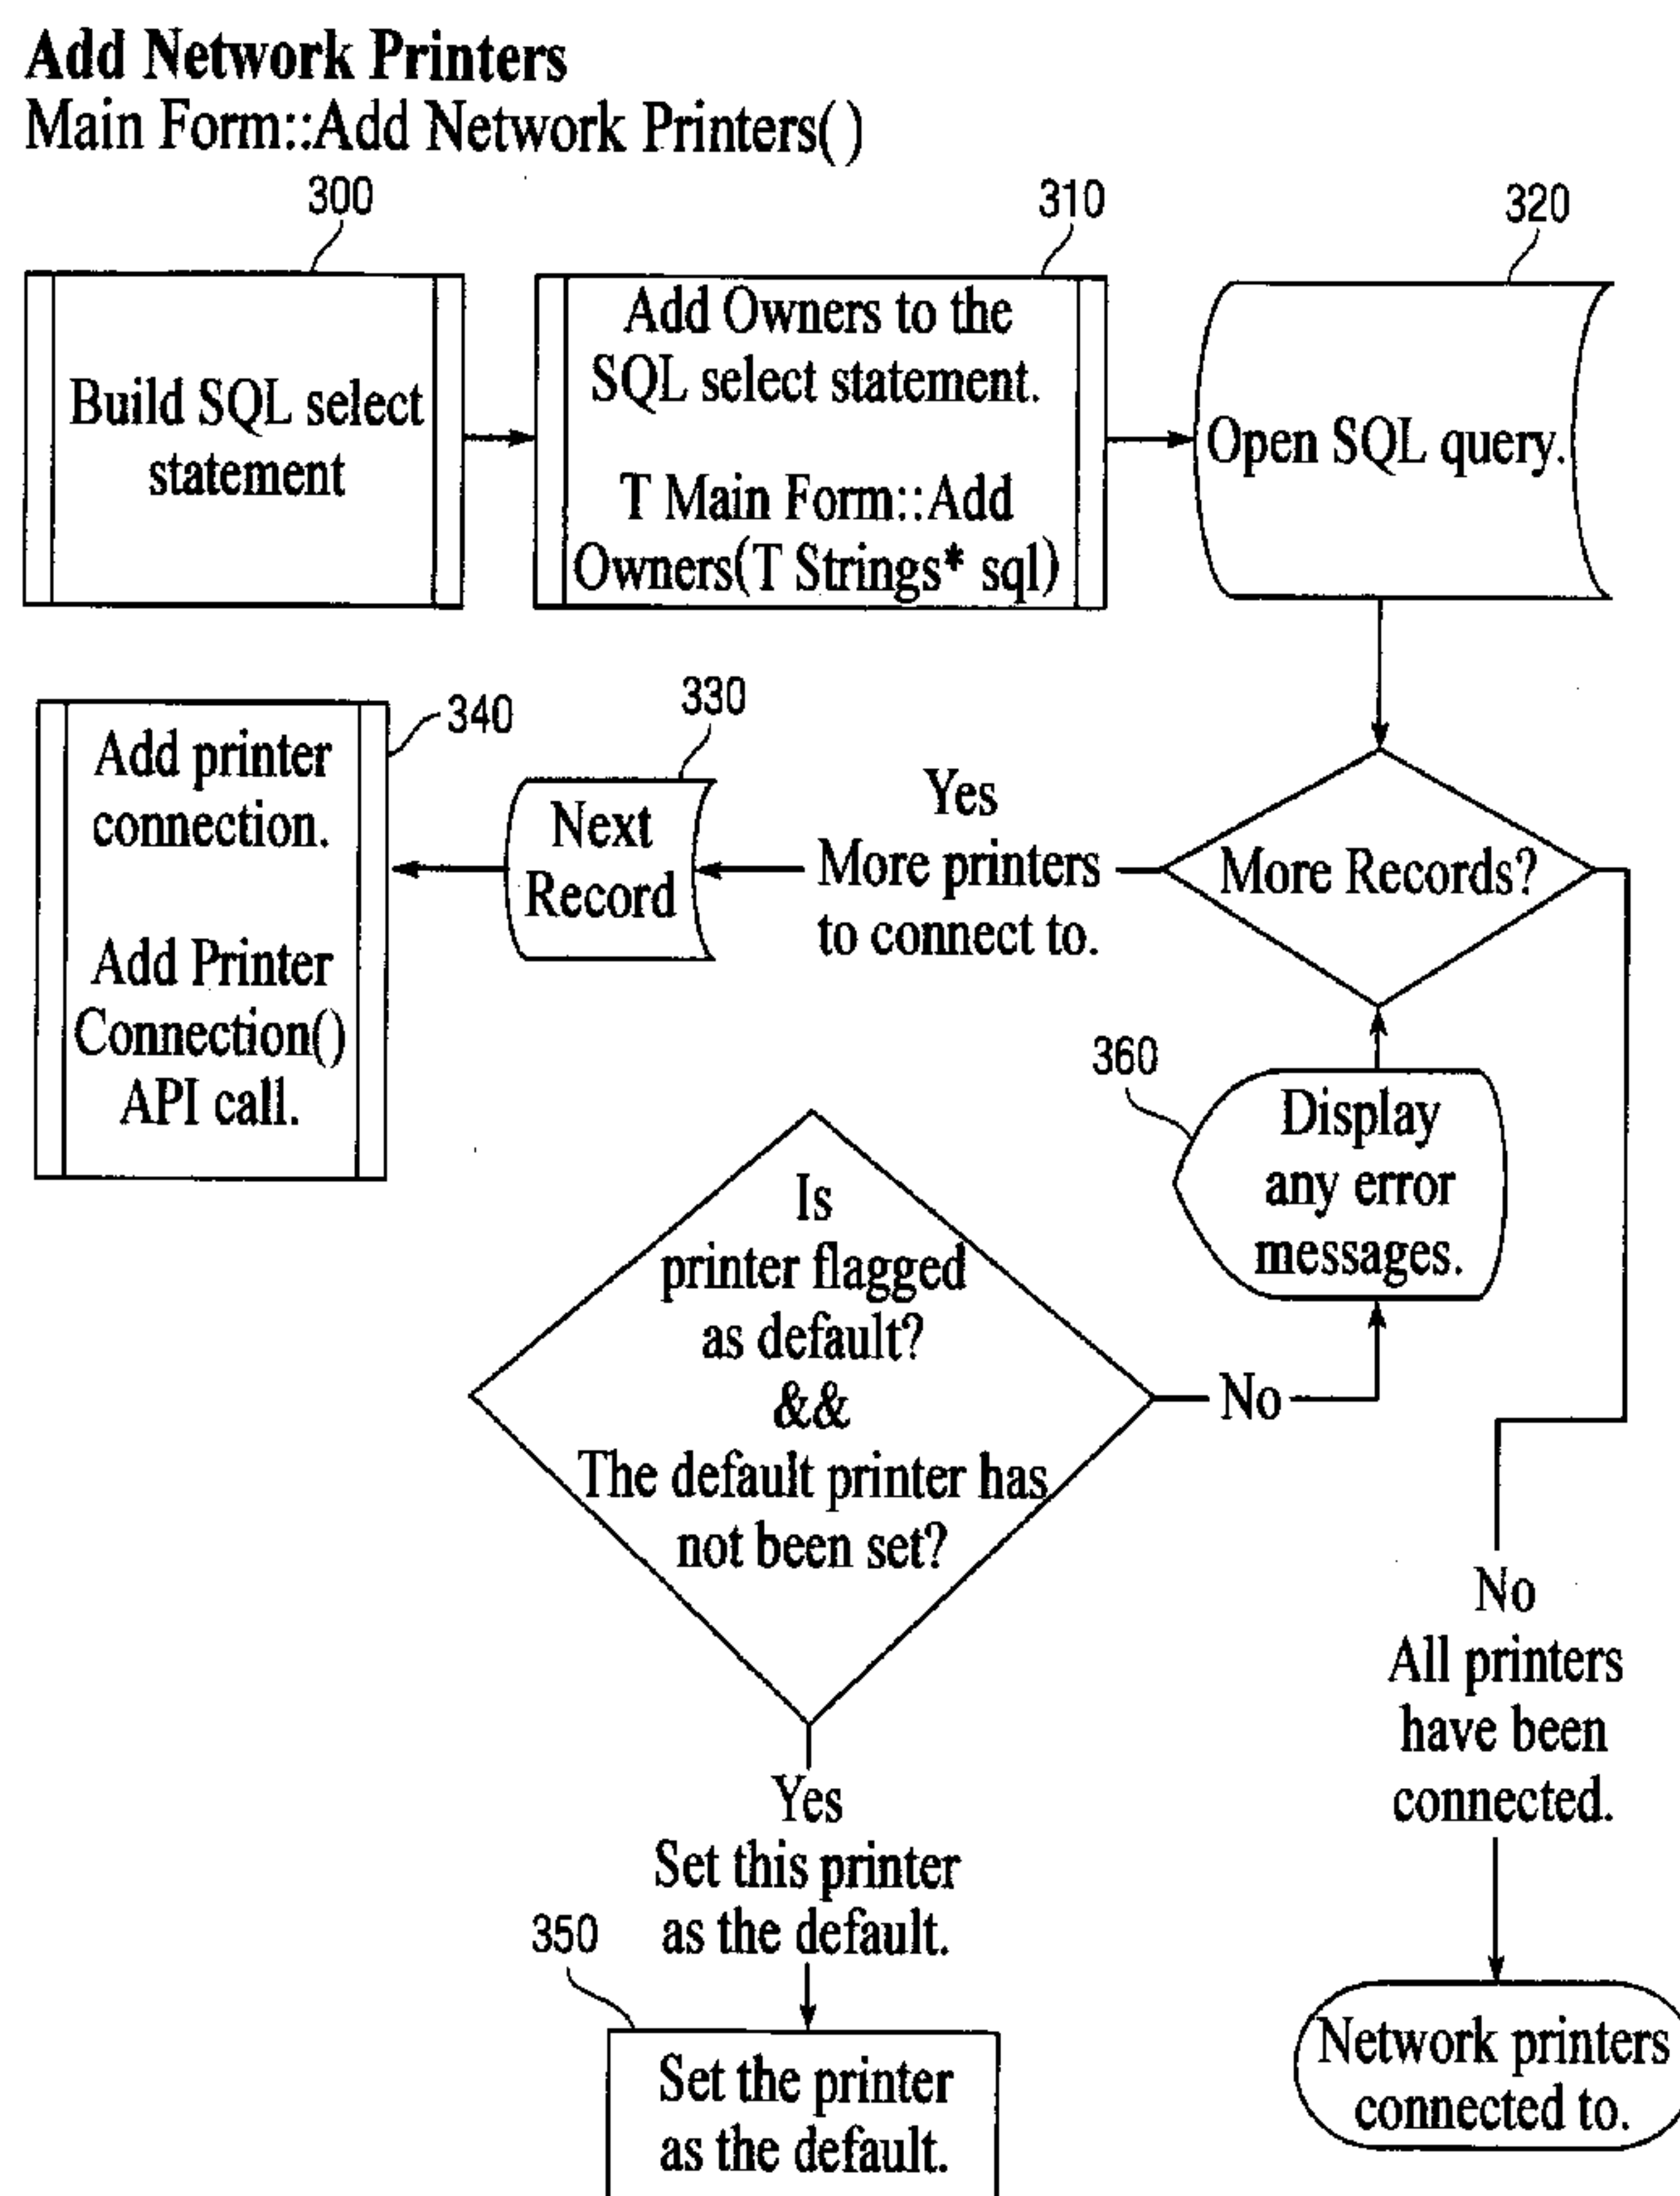 Add Network Printers
Main Form::Add Network Printers()
300
310
320
Build SQL select
statement
Add Owners to the
SQL select statement.
T Main Form::Add
Owners(T Strings* sql)
Open SQL query.
340
330
Add printer
connection.
Add Printer
Connection()
API call.
Next
Record
Yes
More printers
to connect to.
More Records?
360
Display
any error
messages.
Is
printer flagged
as default?
&&
The default printer has
not been set?
No
No
All printers
have been
connected.
Yes
Set this printer
as the default.
350
Set the printer
as the default.
Network printers
connected to.